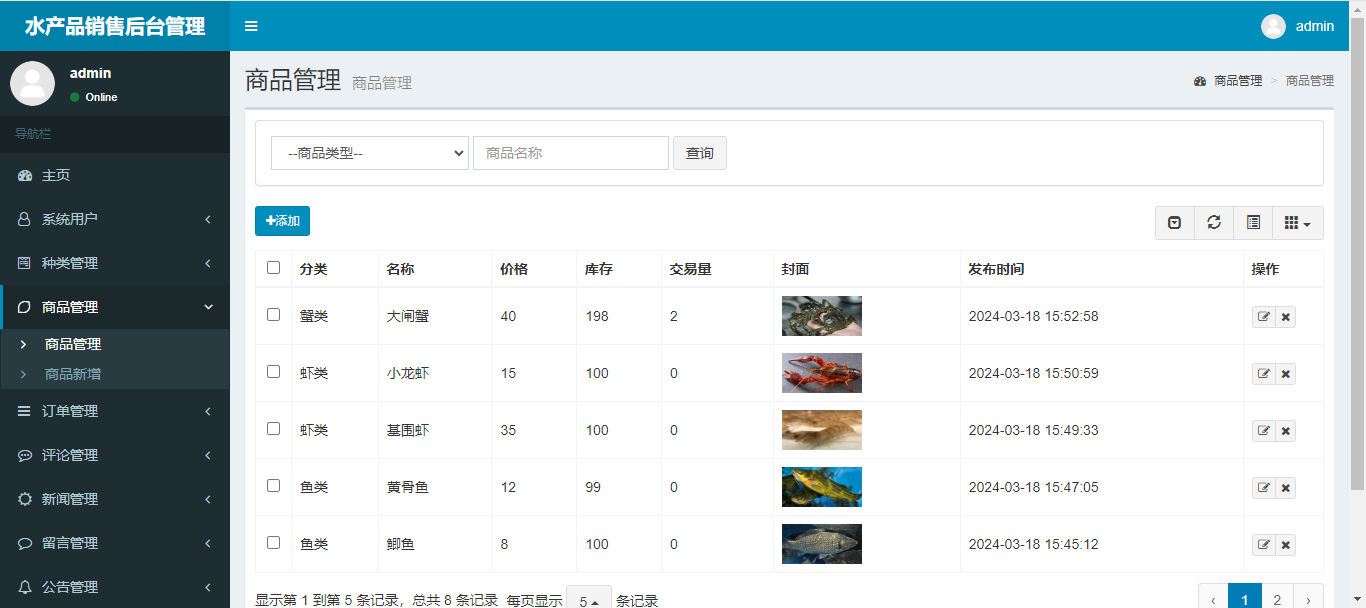 水产品销售后台管理
admin
admin
Online
导航栏
主页
系统用户
种类管理
商品管理
商品管理
商品新增
订单管理
评论管理
新闻管理
留言管理
公告管理
商品管理 商品管理
商品管理 > 商品管理
--商品类型-- 商品名称 查询
添加
分类 名称 价格 库存 交易量 封面 发布时间 操作
蟹类 大闸蟹 40 198 2 2024-03-18 15:52:58
虾类 小龙虾 15 100 0 2024-03-18 15:50:59
虾类 基围虾 35 100 0 2024-03-18 15:49:33
鱼类 黄骨鱼 12 99 0 2024-03-18 15:47:05
鱼类 鲫鱼 8 100 0 2024-03-18 15:45:12
显示第 1 到第 5 条记录，总共 8 条记录 每页显示 5 条记录
‹ 1 2 ›